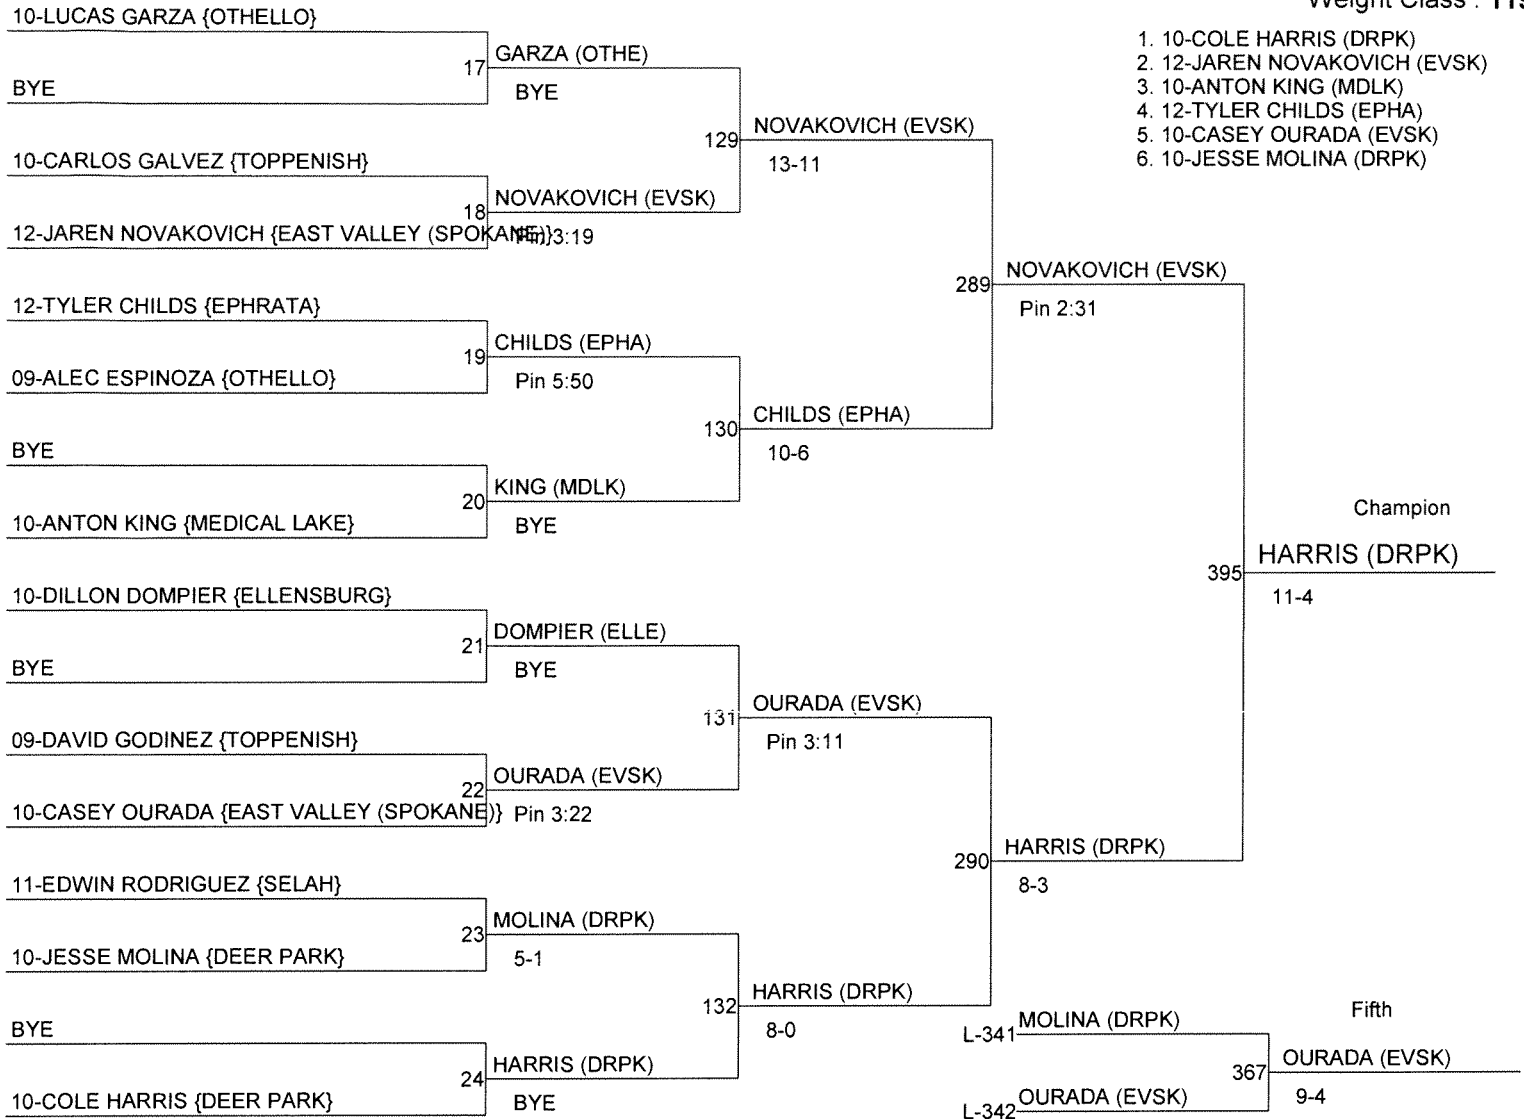 Weight Class : 119
10-LUCAS GARZA {OTHELLO}
1. 10-COLE HARRIS (DRPK)
17 GARZA (OTHE)
2. 12-JAREN NOVAKOVICH (EVSK)
BYE
BYE
3. 10-ANTON KING (MDLK)
4. 12-TYLER CHILDS (EPHA)
129 NOVAKOVICH (EVSK)
5. 10-CASEY OURADA (EVSK)
10-CARLOS GALVEZ {TOPPENISH}
13-11
6. 10-JESSE MOLINA (DRPK)
18 NOVAKOVICH (EVSK)
12-JAREN NOVAKOVICH {EAST VALLEY (SPOKANE)}
Pin 3:19
289 NOVAKOVICH (EVSK)
12-TYLER CHILDS {EPHRATA}
Pin 2:31
19 CHILDS (EPHA)
09-ALEC ESPINOZA {OTHELLO}
Pin 5:50
130 CHILDS (EPHA)
BYE
10-6
20 KING (MDLK)
Champion
10-ANTON KING {MEDICAL LAKE}
BYE
395 HARRIS (DRPK)
10-DILLON DOMPIER {ELLENSBURG}
11-4
21 DOMPIER (ELLE)
BYE
BYE
131 OURADA (EVSK)
09-DAVID GODINEZ {TOPPENISH}
Pin 3:11
22 OURADA (EVSK)
10-CASEY OURADA {EAST VALLEY (SPOKANE)}
Pin 3:22
290 HARRIS (DRPK)
11-EDWIN RODRIGUEZ {SELAH}
8-3
23 MOLINA (DRPK)
10-JESSE MOLINA {DEER PARK}
5-1
132 HARRIS (DRPK)
Fifth
BYE
8-0
L-341 MOLINA (DRPK)
24 HARRIS (DRPK)
367 OURADA (EVSK)
10-COLE HARRIS {DEER PARK}
BYE
L-342 OURADA (EVSK)
9-4